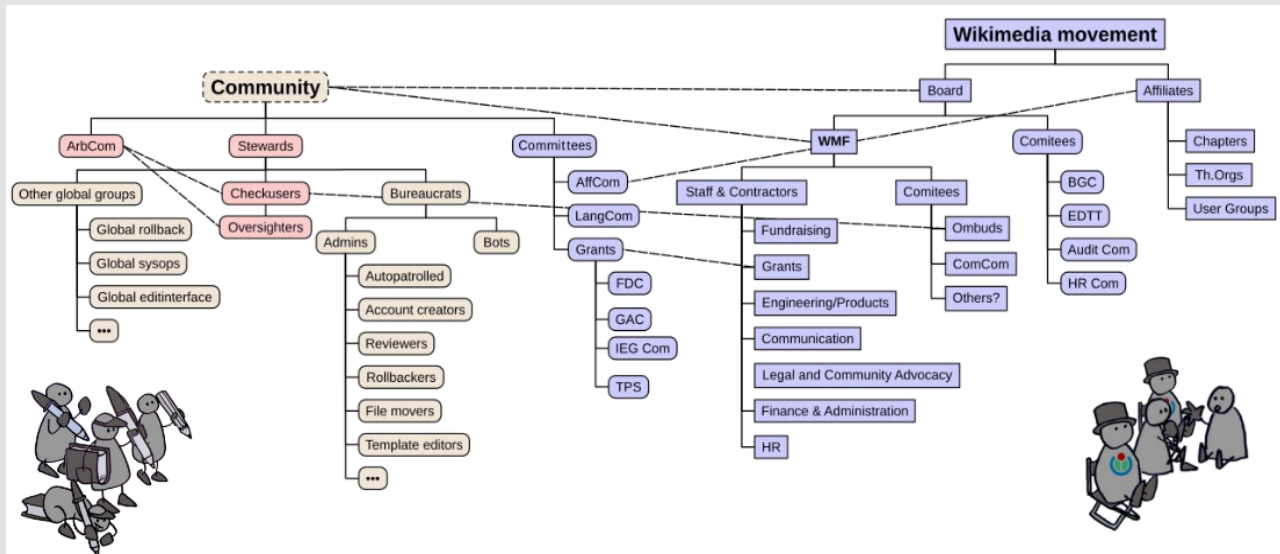 Wikimedia movement
Community
Board
Affiliates
ArbCom
Stewards
Committees
WMF
Comitees
Chapters
Th.Orgs
User Groups
Other global groups
Checkusers
Bureaucrats
AffCom
Staff & Contractors
Comitees
BGC
EDTT
Audit Com
HR Com
Global rollback
Global sysops
Global editinterface
•••
Oversighters
Admins
Bots
Autopatrolled
Account creators
Reviewers
Rollbackers
File movers
Template editors
•••
LangCom
Grants
FDC
GAC
IEG Com
TPS
Fundraising
Grants
Engineering/Products
Communication
Legal and Community Advocacy
Finance & Administration
HR
Ombuds
ComCom
Others?